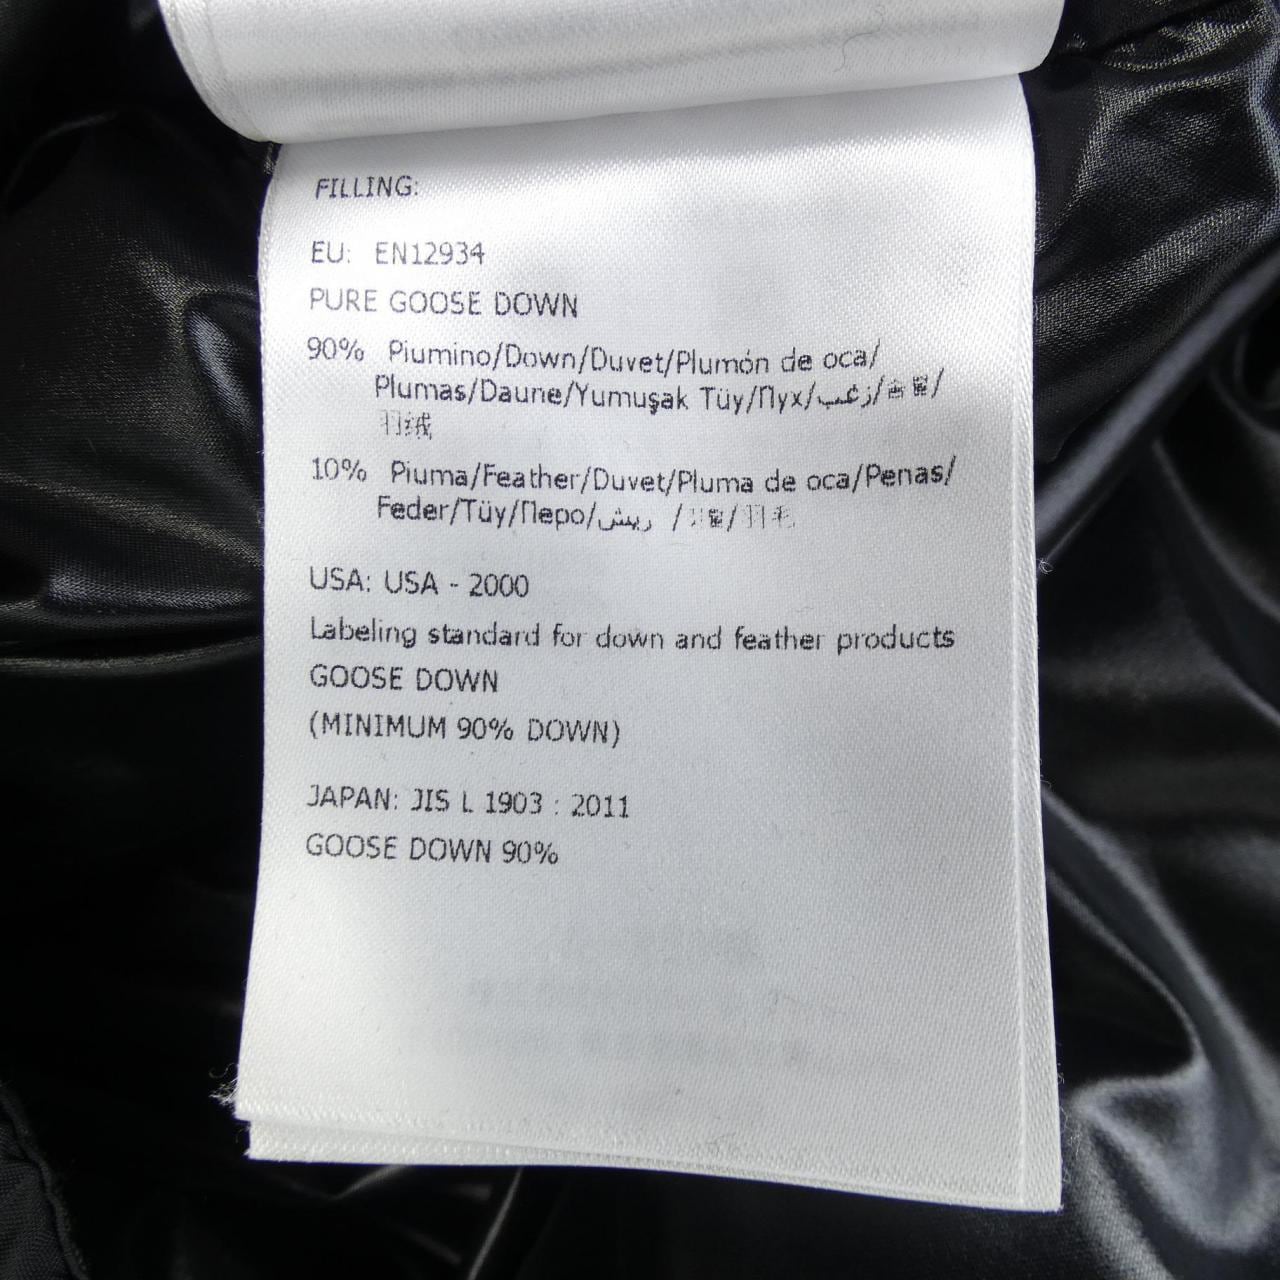 FILLING:
EU: EN12934
PURE GOOSE DOWN
90% Piumino/Down/Duvet/Plumón de oca/
Plumas/Daune/Yumuşak Tüy/Пух/زغب/
羽绒
10% Piuma/Feather/Duvet/Pluma de oca/Penas/
Feder/Tüy/Перо/ريش /羽毛
USA: USA - 2000
Labeling standard for down and feather products
GOOSE DOWN
(MINIMUM 90% DOWN)
JAPAN: JIS L 1903 : 2011
GOOSE DOWN 90%